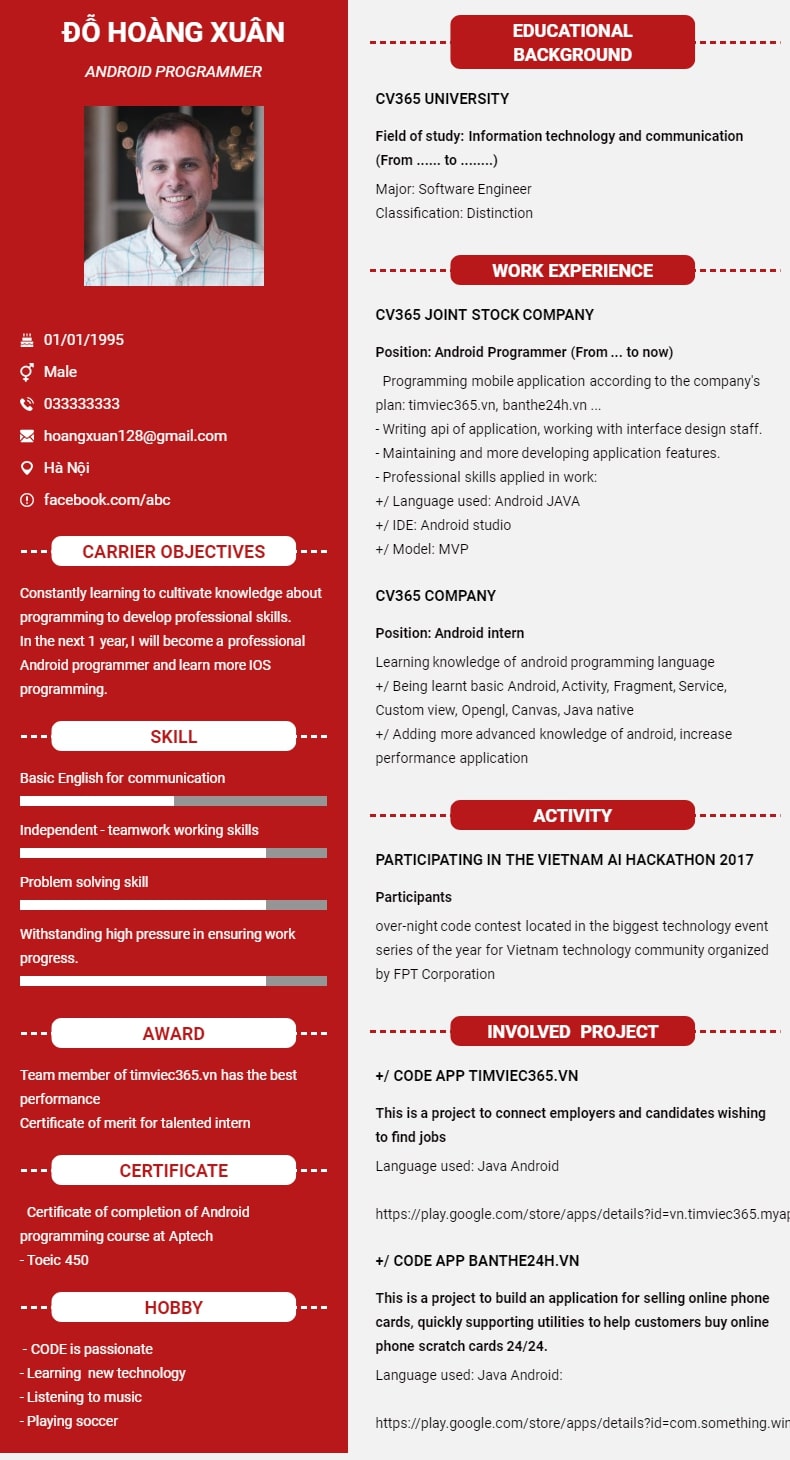 ĐỖ HOÀNG XUÂN
ANDROID PROGRAMMER
01/01/1995
Male
033333333
hoangxuan128@gmail.com
Hà Nội
facebook.com/abc
CARRIER OBJECTIVES
Constantly learning to cultivate knowledge about
programming to develop professional skills.
In the next 1 year, I will become a professional
Android programmer and learn more IOS
programming.
SKILL
Basic English for communication
Independent - teamwork working skills
Problem solving skill
Withstanding high pressure in ensuring work
progress.
AWARD
Team member of timviec365.vn has the best
performance
Certificate of merit for talented intern
CERTIFICATE
Certificate of completion of Android
programming course at Aptech
- Toeic 450
HOBBY
- CODE is passionate
- Learning new technology
- Listening to music
- Playing soccer
EDUCATIONAL
BACKGROUND
CV365 UNIVERSITY
Field of study: Information technology and communication
(From ...... to ........)
Major: Software Engineer
Classification: Distinction
WORK EXPERIENCE
CV365 JOINT STOCK COMPANY
Position: Android Programmer (From ... to now)
Programming mobile application according to the company's
plan: timviec365.vn, banthe24h.vn ...
- Writing api of application, working with interface design staff.
- Maintaining and more developing application features.
- Professional skills applied in work:
+/ Language used: Android JAVA
+/ IDE: Android studio
+/ Model: MVP
CV365 COMPANY
Position: Android intern
Learning knowledge of android programming language
+/ Being learnt basic Android, Activity, Fragment, Service,
Custom view, Opengl, Canvas, Java native
+/ Adding more advanced knowledge of android, increase
performance application
ACTIVITY
PARTICIPATING IN THE VIETNAM AI HACKATHON 2017
Participants
over-night code contest located in the biggest technology event
series of the year for Vietnam technology community organized
by FPT Corporation
INVOLVED PROJECT
+/ CODE APP TIMVIEC365.VN
This is a project to connect employers and candidates wishing
to find jobs
Language used: Java Android
https://play.google.com/store/apps/details?id=vn.timviec365.myap
+/ CODE APP BANTHE24H.VN
This is a project to build an application for selling online phone
cards, quickly supporting utilities to help customers buy online
phone scratch cards 24/24.
Language used: Java Android:
https://play.google.com/store/apps/details?id=com.something.win